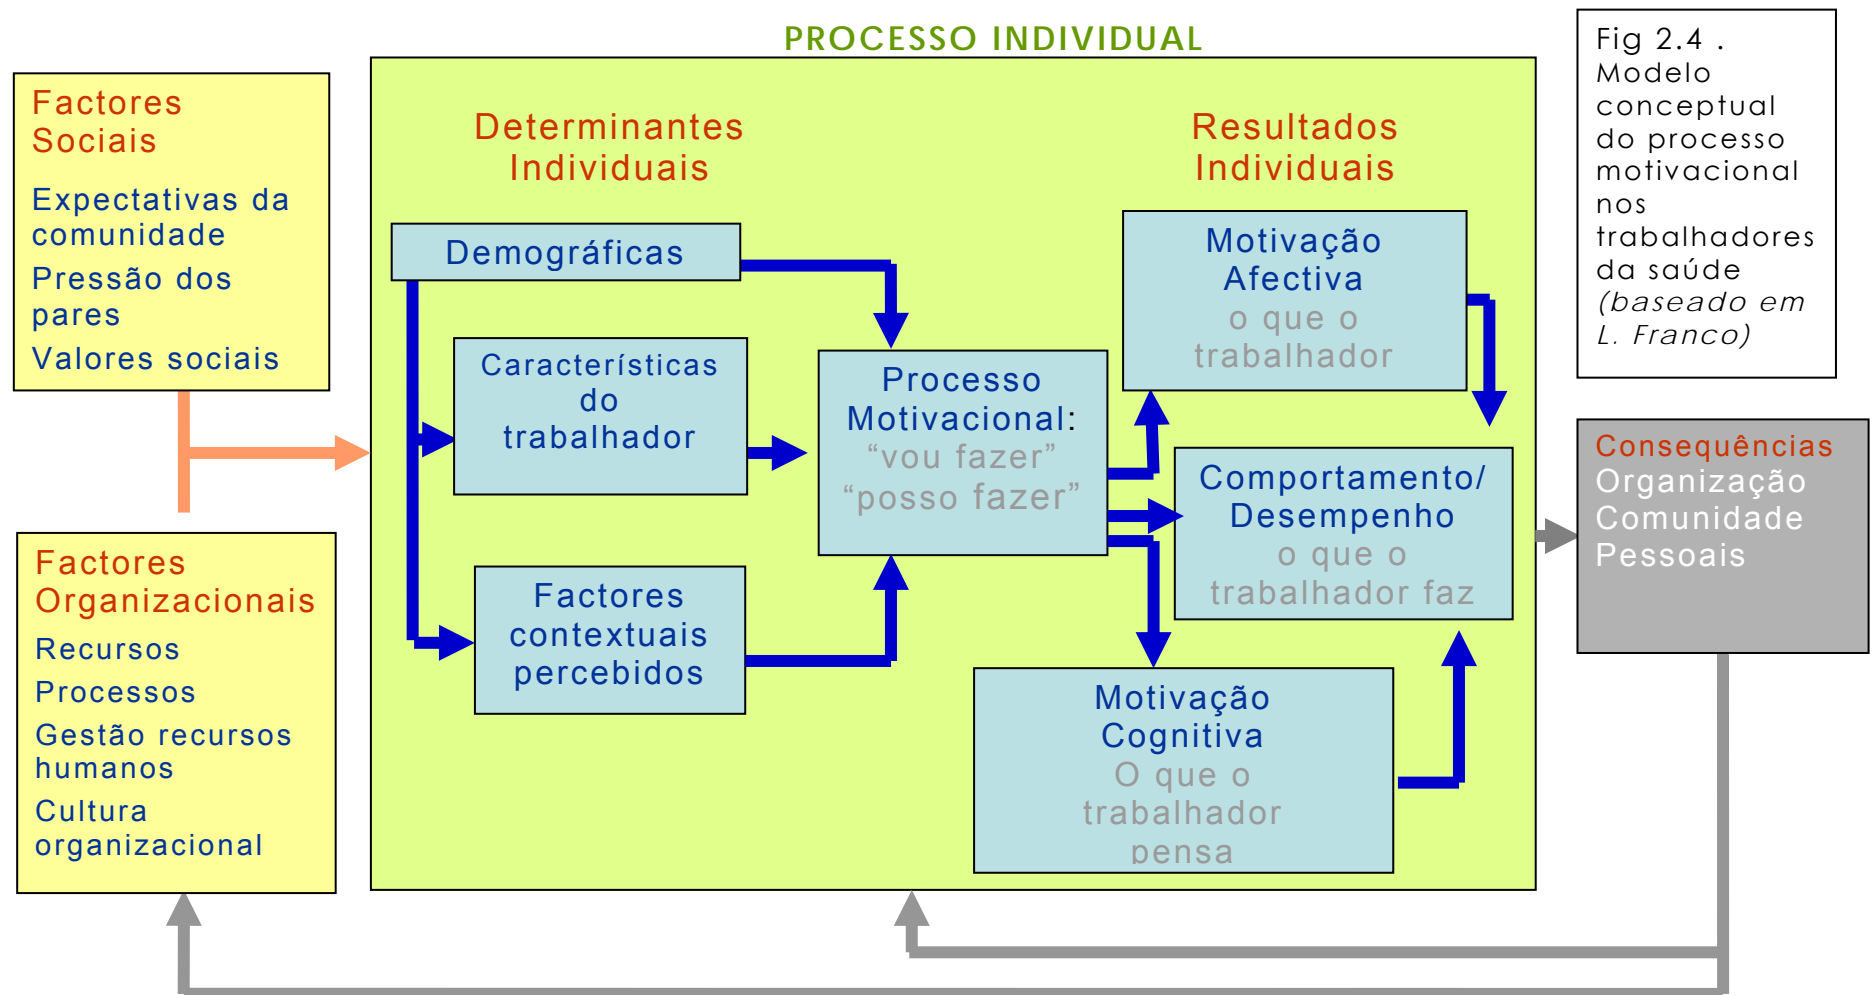 PROCESSO INDIVIDUAL
Fig 2.4 .
Modelo
conceptual
do processo
motivacional
nos
trabalhadores
da saúde
(baseado em
L. Franco)
Factores
Sociais
Expectativas da
comunidade
Pressão dos
pares
Valores sociais
Factores
Organizacionais
Recursos
Processos
Gestão recursos
humanos
Cultura
organizacional
Determinantes
Individuais
Demográficas
Características
do
trabalhador
Factores
contextuais
percebidos
Processo
Motivacional:
“vou fazer”
“posso fazer”
Resultados
Individuais
Motivação
Afectiva
o que o
trabalhador
Comportamento/
Desempenho
o que o
trabalhador faz
Motivação
Cognitiva
O que o
trabalhador
pensa
Consequências
Organização
Comunidade
Pessoais